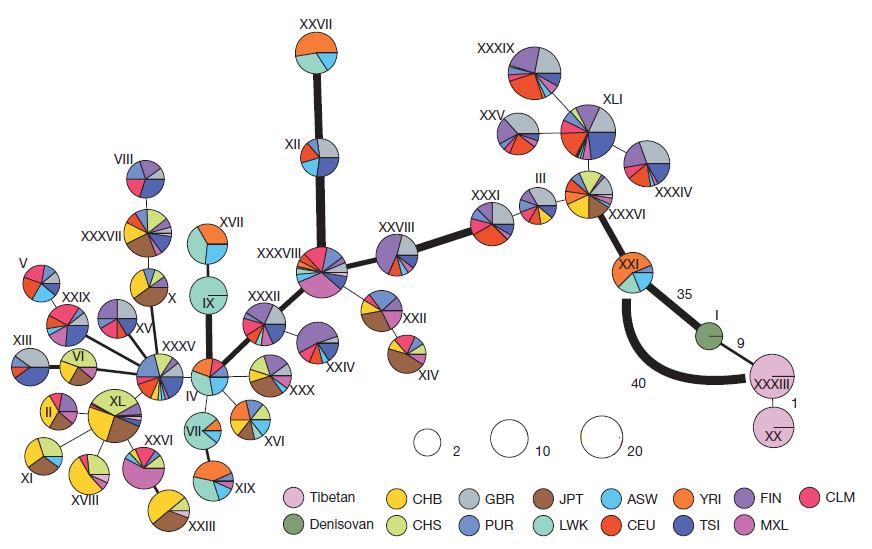 XXVII
XXXIX
XLI
XXV
XII
VIII
III
XXXIV
XXXI
XXXVI
XXXVII
XVII
XXVIII
V
XXXVIII
XXI
XXIX
X
IX
XXXII
35
I
XV
XXII
9
XIII
VI
XXXV
XXIV
XIV
XXXIII
40
IV
XXX
1
XL
II
XXVI
VII
XVI
XX
XI
2
10
20
XVIII
XIX
XXIII
Tibetan CHB GBR JPT ASW YRI FIN CLM
Denisovan CHS PUR LWK CEU TSI MXL